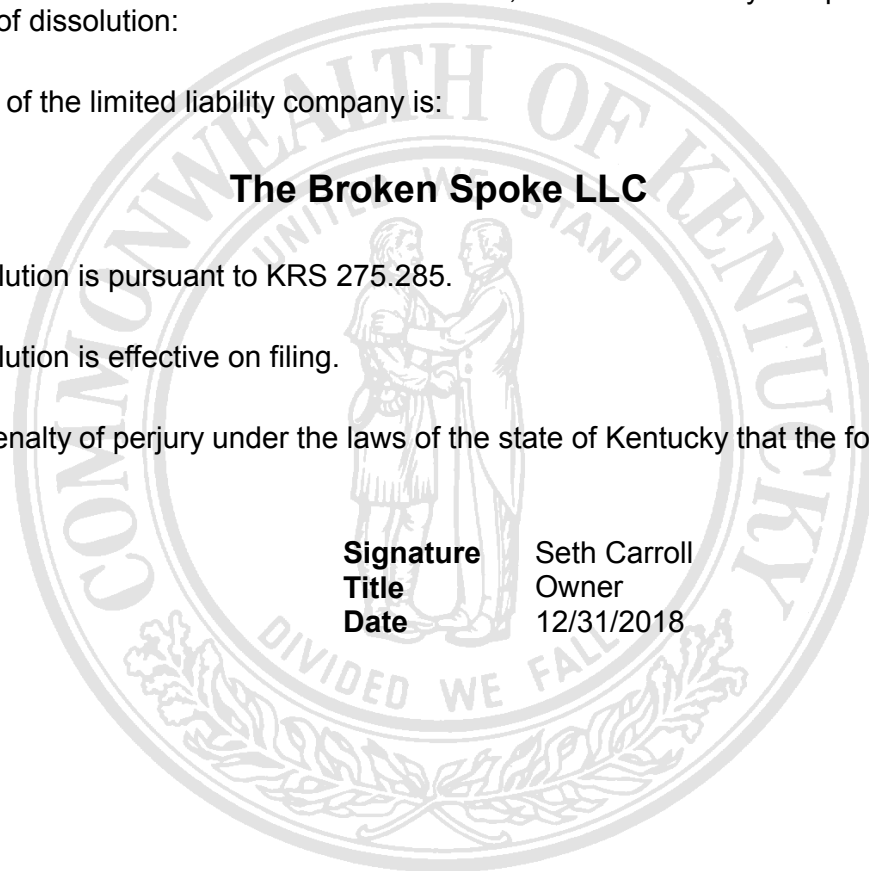 of dissolution:
of the limited liability company is:
The Broken Spoke LLC
lution is pursuant to KRS 275.285.
lution is effective on filing.
enalty of perjury under the laws of the state of Kentucky that the fo
Signature Seth Carroll
Title Owner
Date 12/31/2018
COMMONWEALTH OF KENTUCKY
UNITED WE STAND
DIVIDED WE FALL